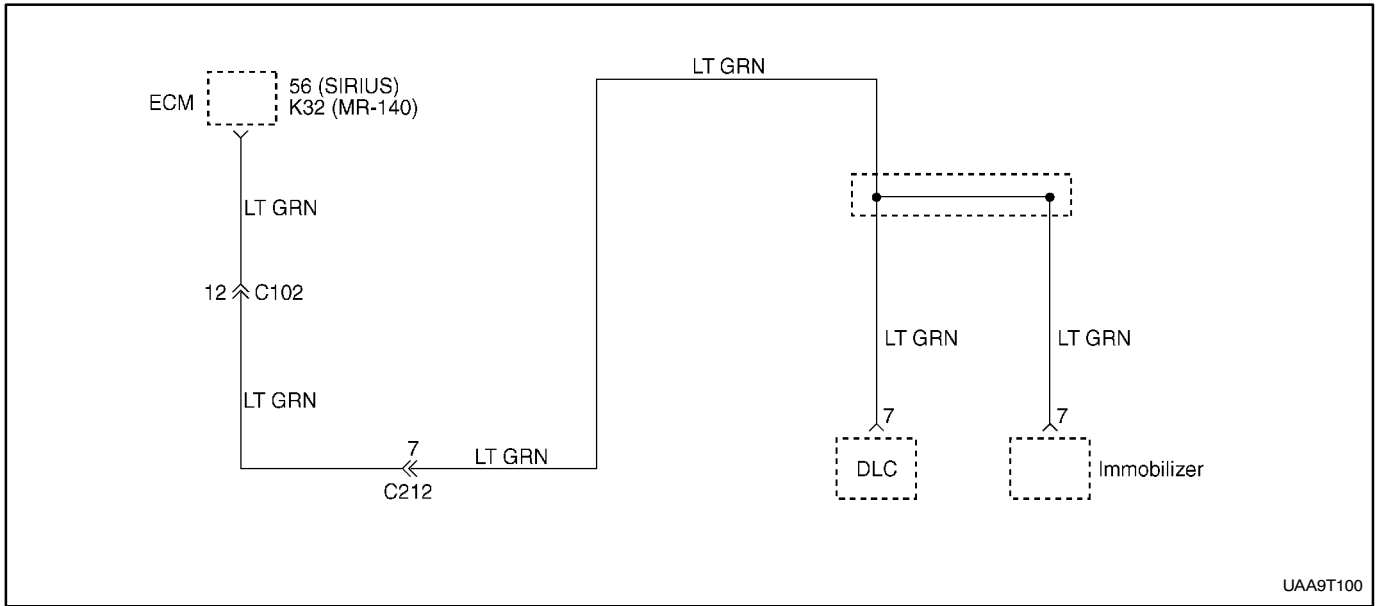 ECM
56 (SIRIUS)
K32 (MR-140)
LT GRN
LT GRN
12 C102
LT GRN
7
LT GRN
C212
LT GRN
LT GRN
7
7
DLC
Immobilizer
UAA9T100